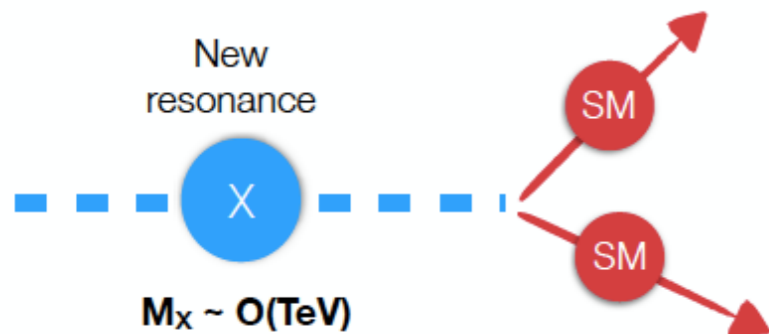 New
resonance
X
SM
SM
Mx ~ O(TeV)